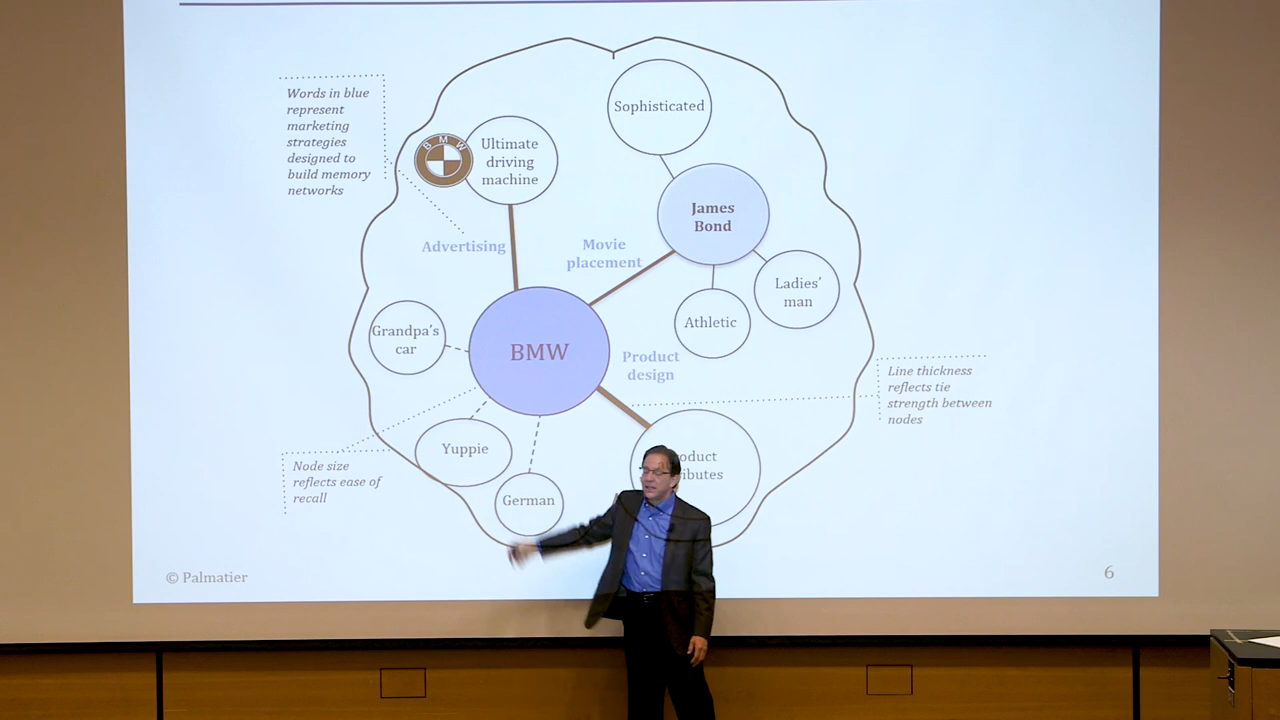 Words in blue
represent
marketing
strategies
designed to
build memory
networks
BMW
Ultimate
driving
machine
Sophisticated
James
Bond
Advertising
Movie
placement
Ladies'
man
Athletic
Grandpa's
car
BMW
Product
design
Line thickness
reflects tie
strength between
nodes
Yuppie
Node size
reflects ease of
recall
German
© Palmatier
6